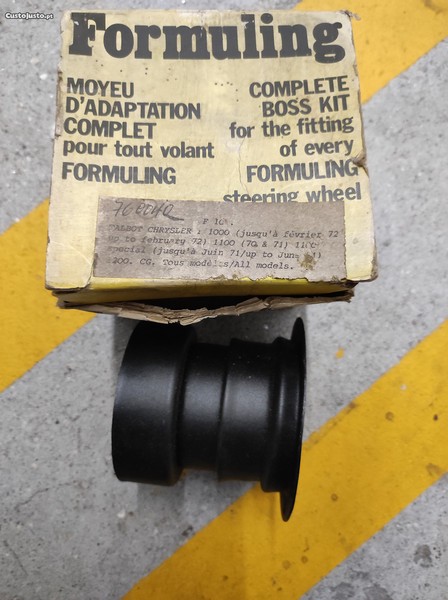 CustoJusto.pt
Formuling
MOYEU
D'ADAPTATION
COMPLET
pour tout volant
FORMULING
COMPLETE
BOSS KIT
for the fitting
of every
FORMULING
steering wheel
F 10
TALBOT CHRYSLER : 1000 (jusqu'à février 72
up to february 72) 1100 (70 & 71) 1100
special (jusqu'à Juin 71/up to June
CG. Tous modèles/All models.